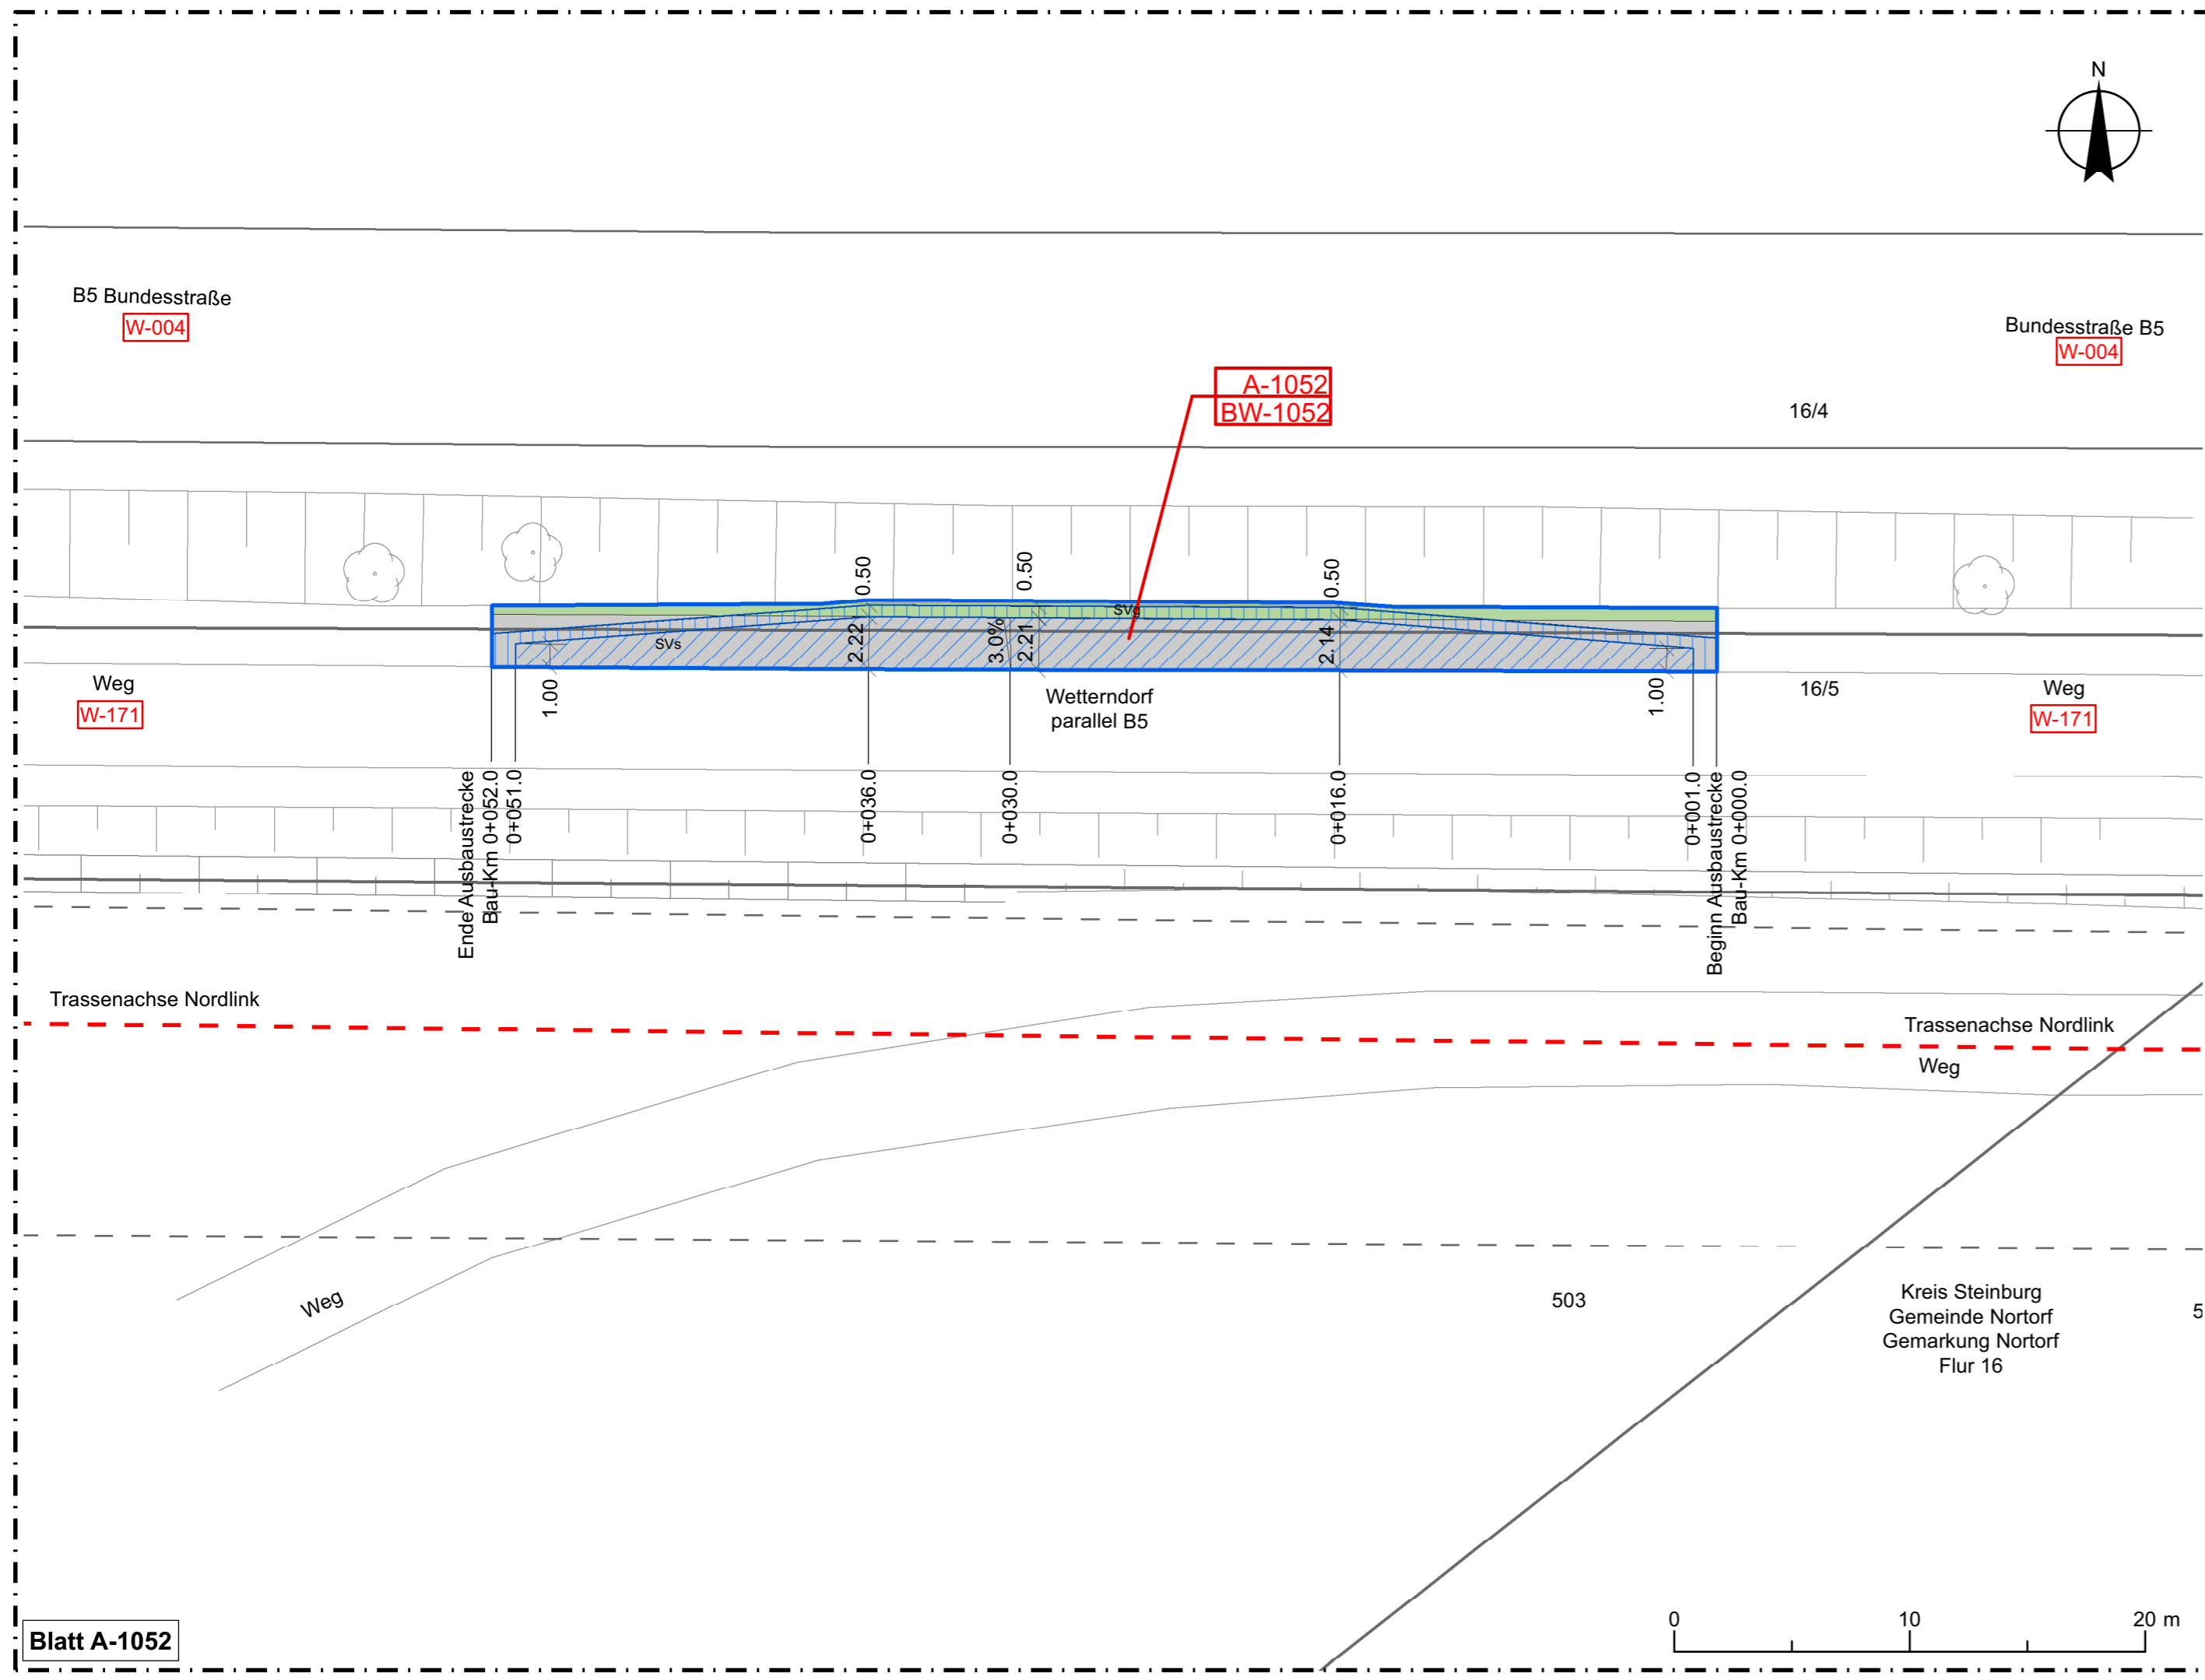 N
B5 Bundesstraße
W-004
Bundesstraße B5
W-004
A-1052
BW-1052
16/4
0.50
0.50
0.50
SVg
SVs
2.22
3.0%
2.21
2.14
1.00
1.00
Weg
W-171
Wetterndorf
parallel B5
16/5
Weg
W-171
Ende Ausbaustrecke
Bau-Km 0+052.0
0+051.0
0+036.0
0+030.0
0+016.0
0+001.0
Beginn Ausbaustrecke
Bau-Km 0+000.0
Trassenachse Nordlink
Trassenachse Nordlink
Weg
Weg
503
Kreis Steinburg
Gemeinde Nortorf
Gemarkung Nortorf
Flur 16
5
Blatt A-1052
0 10 20 m